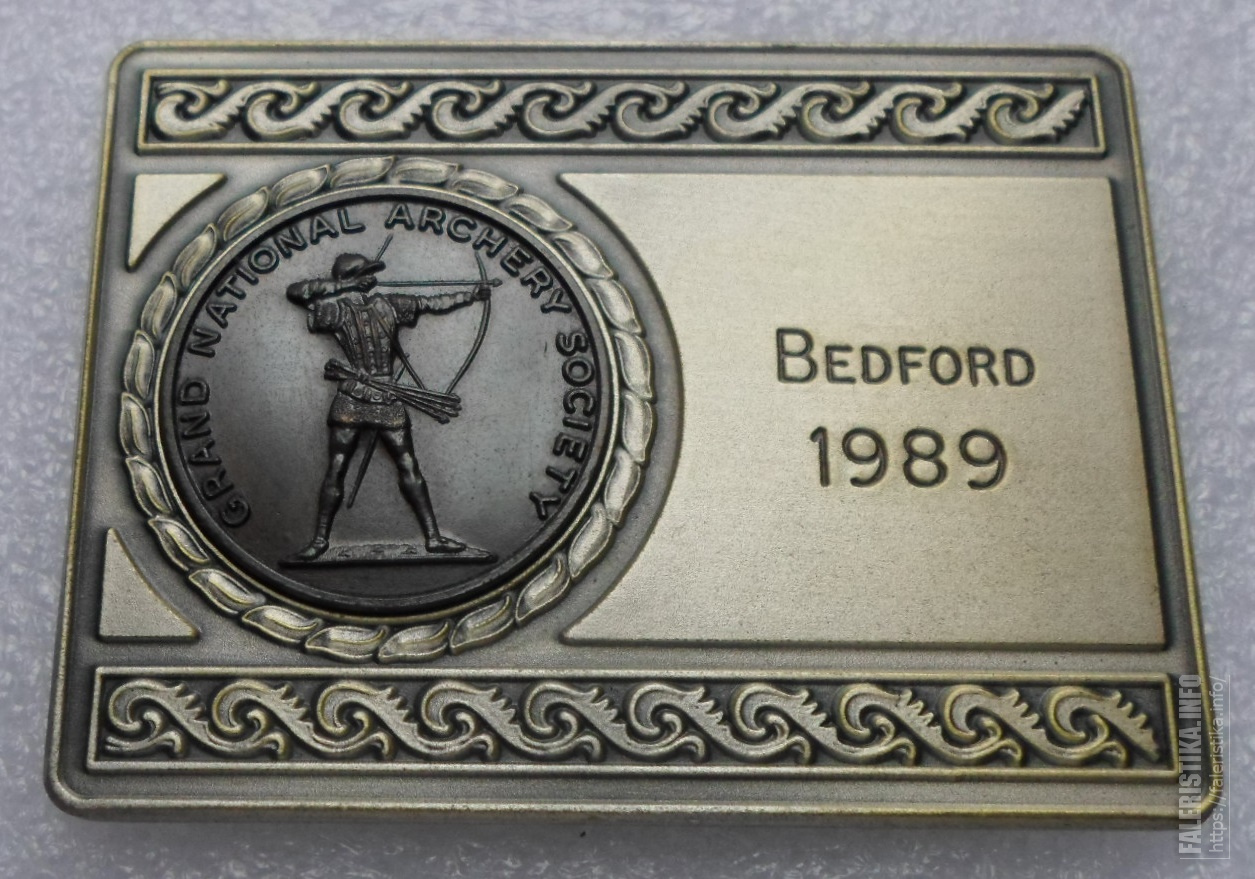 GRAND NATIONAL ARCHERY SOCIETY
BEDFORD
1989
FALERISTIKA.INFO
https://faleristika.info/